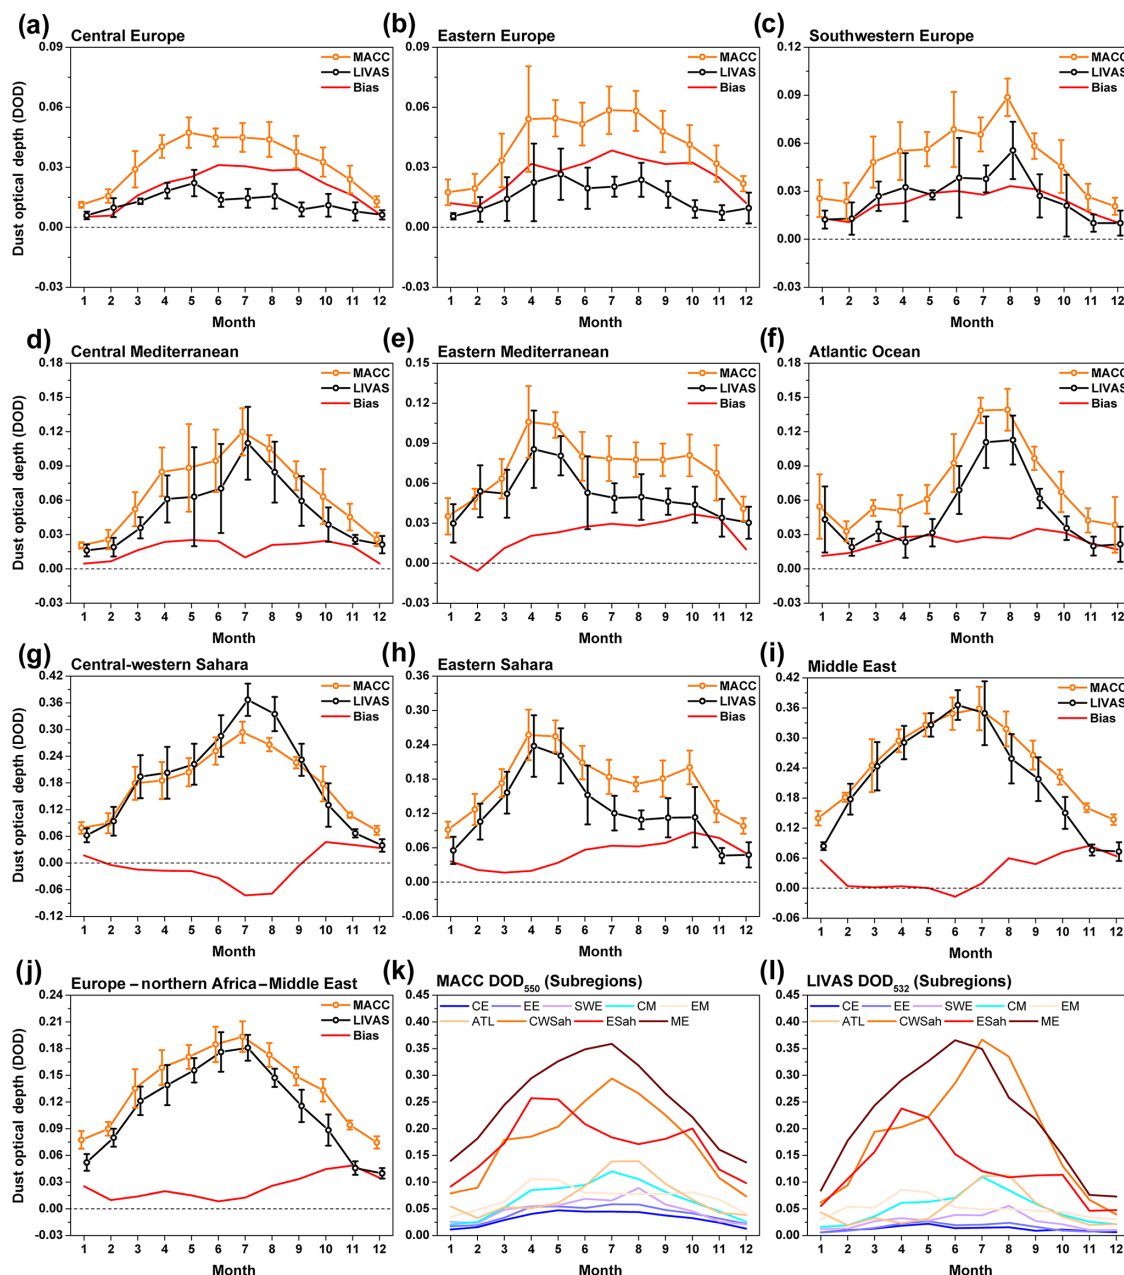 (a) Central Europe
MACC
LIVAS
Bias
Dust optical depth (DOD)
0.09
0.06
0.03
0.00
-0.03
1 2 3 4 5 6 7 8 9 10 11 12
Month
(b) Eastern Europe
MACC
LIVAS
Bias
0.09
0.06
0.03
0.00
-0.03
1 2 3 4 5 6 7 8 9 10 11 12
Month
(c) Southwestern Europe
MACC
LIVAS
Bias
0.12
0.09
0.06
0.03
0.00
-0.03
1 2 3 4 5 6 7 8 9 10 11 12
Month
d) Central Mediterranean
MACC
LIVAS
Bias
Dust optical depth (DOD)
0.18
0.15
0.12
0.09
0.06
0.03
0.00
-0.03
1 2 3 4 5 6 7 8 9 10 11 12
Month
(e) Eastern Mediterranean
MACC
LIVAS
Bias
0.15
0.12
0.09
0.06
0.03
0.00
-0.03
1 2 3 4 5 6 7 8 9 10 11 12
Month
(f) Atlantic Ocean
MACC
LIVAS
Bias
0.18
0.15
0.12
0.09
0.06
0.03
0.00
-0.03
1 2 3 4 5 6 7 8 9 10 11 12
Month
(g) Central-western Sahara
MACC
LIVAS
Bias
Dust optical depth (DOD)
0.42
0.36
0.30
0.24
0.18
0.12
0.06
0.00
-0.06
-0.12
1 2 3 4 5 6 7 8 9 10 11 12
Month
(h) Eastern Sahara
MACC
LIVAS
Bias
0.36
0.30
0.24
0.18
0.12
0.06
0.00
-0.06
1 2 3 4 5 6 7 8 9 10 11 12
Month
(i) Middle East
MACC
LIVAS
Bias
0.42
0.36
0.30
0.24
0.18
0.12
0.06
0.00
-0.06
1 2 3 4 5 6 7 8 9 10 11 12
Month
(j) Europe – northern Africa – Middle East
MACC
LIVAS
Bias
Dust optical depth (DOD)
0.24
0.21
0.18
0.15
0.12
0.09
0.06
0.03
0.00
-0.03
1 2 3 4 5 6 7 8 9 10 11 12
Month
(k) MACC DOD550 (Subregions)
CE EE SWE CM EM
ATL CWSah ESah ME
0.45
0.40
0.35
0.30
0.25
0.20
0.15
0.10
0.05
0.00
1 2 3 4 5 6 7 8 9 10 11 12
Month
(l) LIVAS DOD532 (Subregions)
CE EE SWE CM EM
ATL CWSah ESah ME
0.45
0.40
0.35
0.30
0.25
0.20
0.15
0.10
0.05
0.00
1 2 3 4 5 6 7 8 9 10 11 12
Month